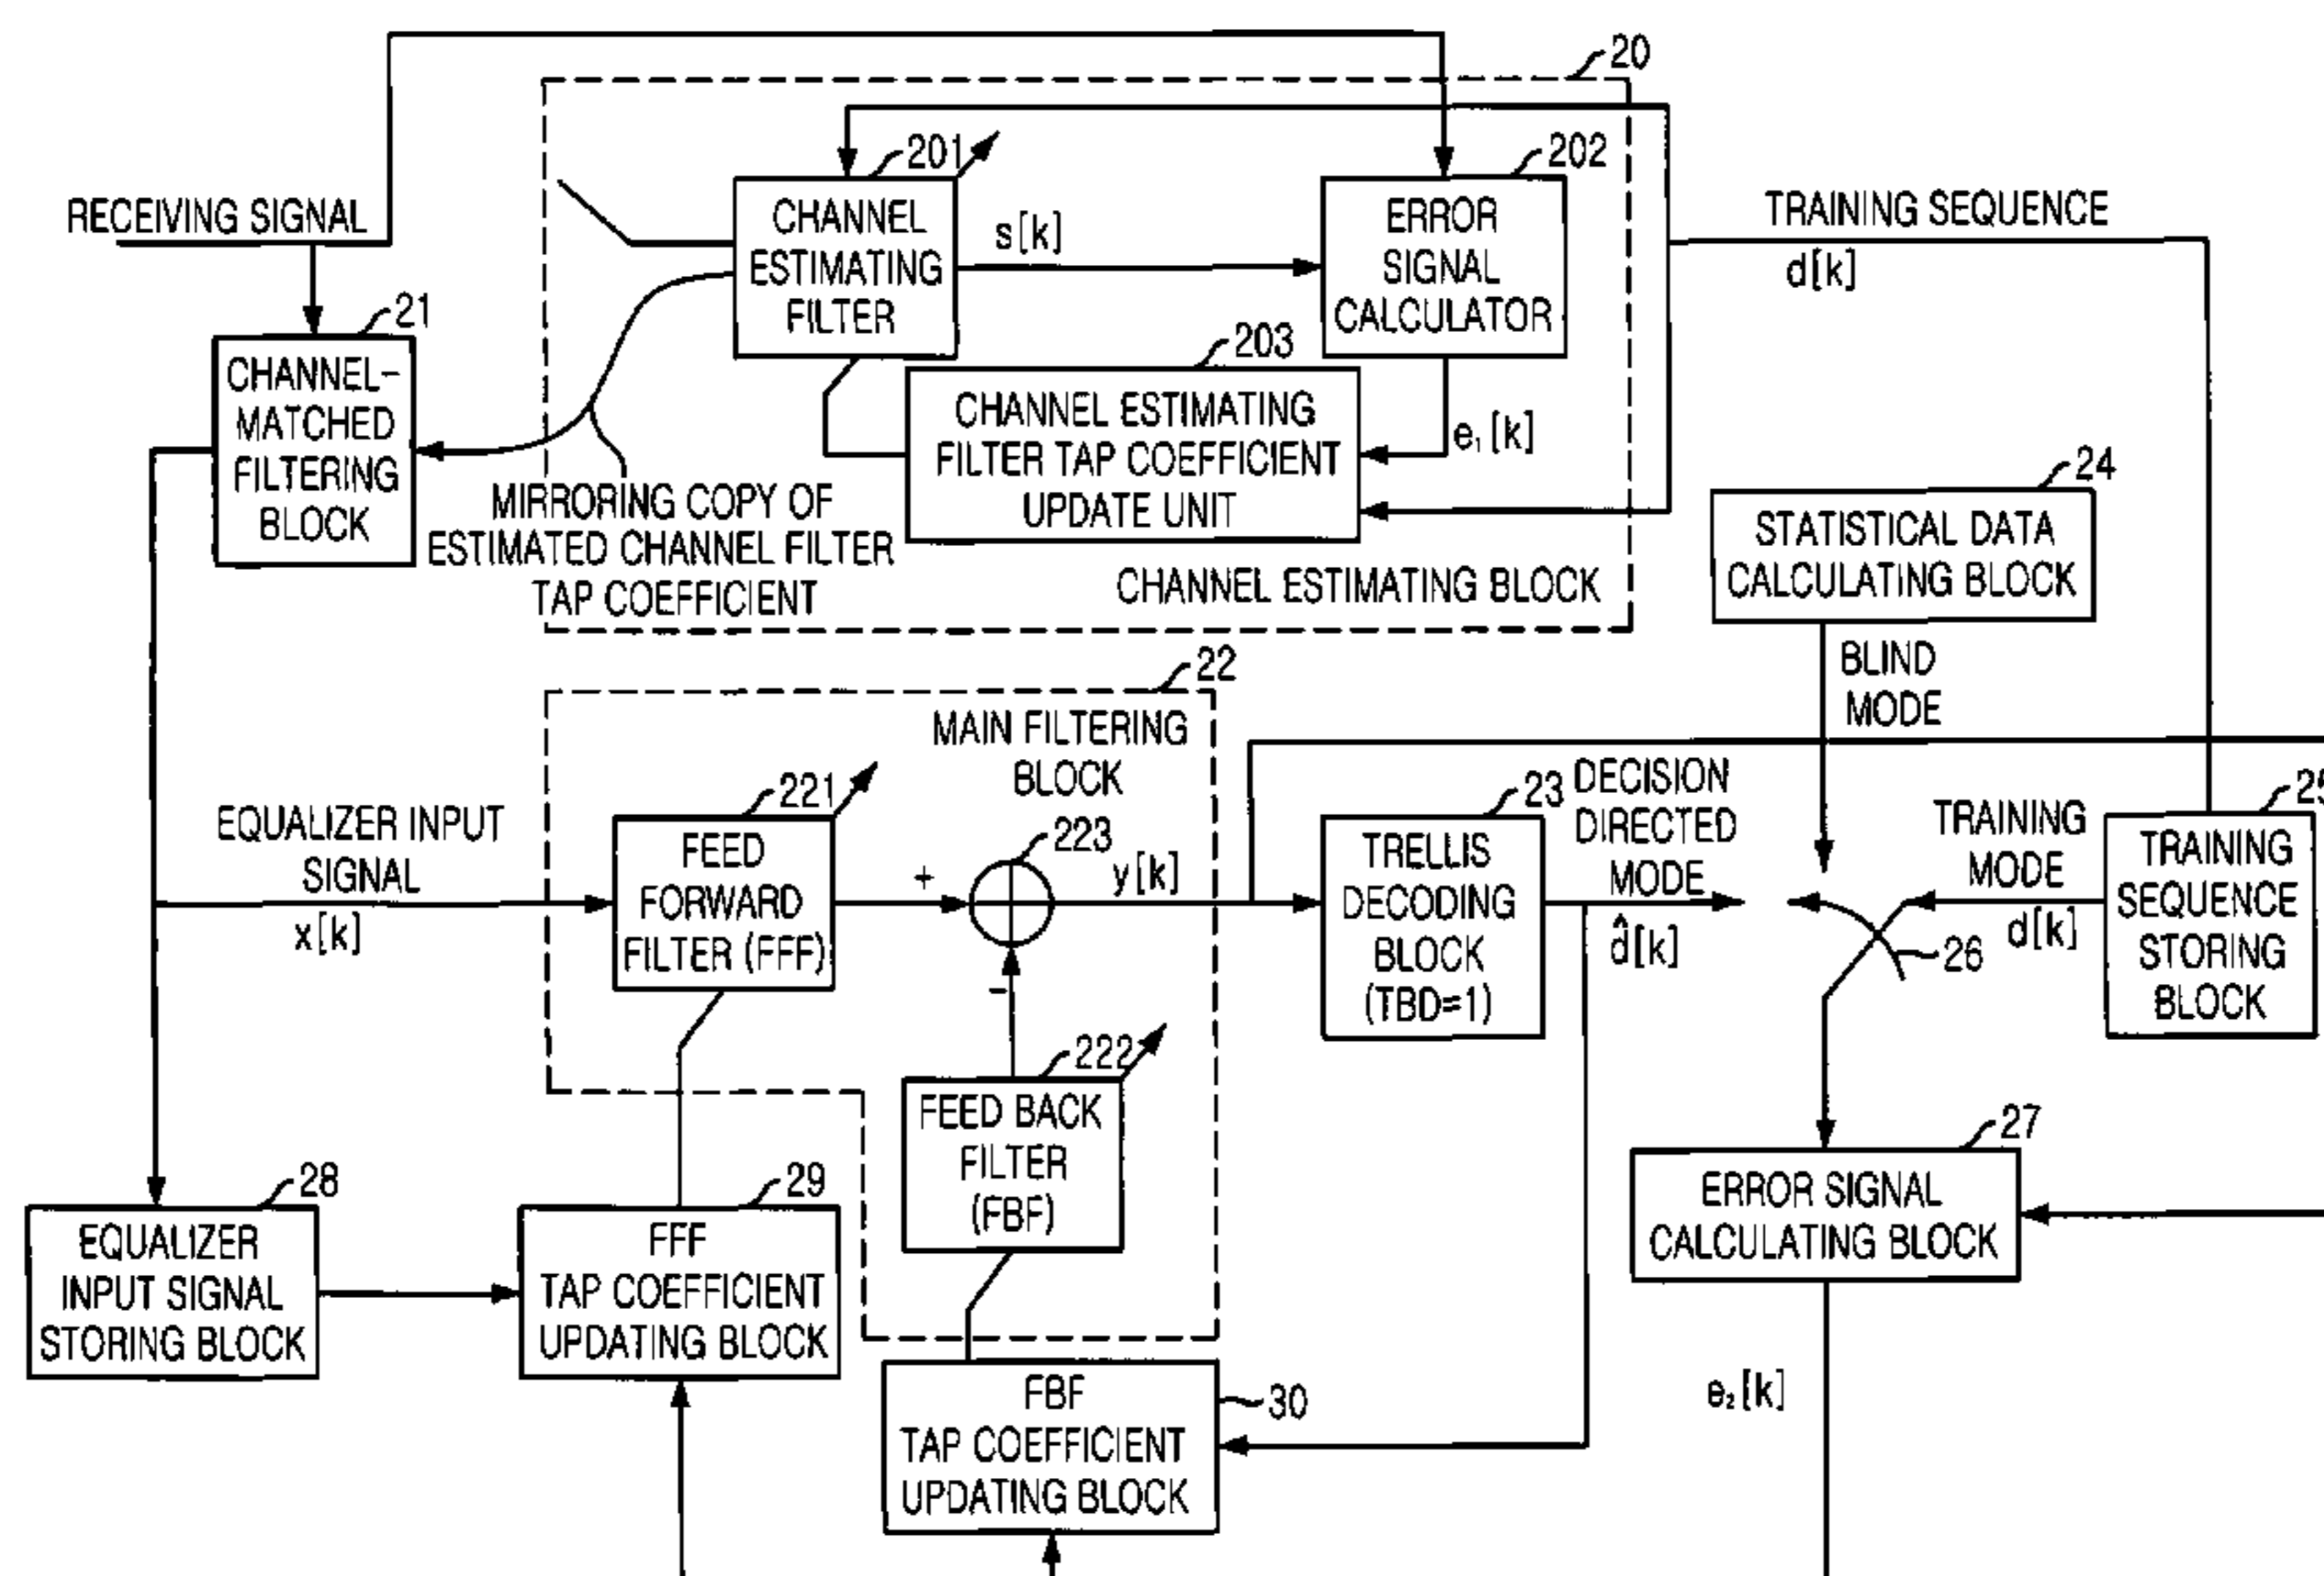 20
201
202
RECEIVING SIGNAL
CHANNEL
ESTIMATING
FILTER
s[k]
ERROR
SIGNAL
CALCULATOR
TRAINING SEQUENCE
d[k]
21
CHANNEL-
MATCHED
FILTERING
BLOCK
203
CHANNEL ESTIMATING
FILTER TAP COEFFICIENT
UPDATE UNIT
e₁[k]
MIRRORING COPY OF
ESTIMATED CHANNEL FILTER
TAP COEFFICIENT
CHANNEL ESTIMATING BLOCK
24
STATISTICAL DATA
CALCULATING BLOCK
BLIND
MODE
22
MAIN FILTERING
BLOCK
EQUALIZER INPUT
SIGNAL
x[k]
221
FEED
FORWARD
FILTER (FFF)
+
223
-
y[k]
23
TRELLIS
DECODING
BLOCK
(TBD=1)
DECISION
DIRECTED
MODE
d̂[k]
26
TRAINING
MODE
d[k]
25
TRAINING
SEQUENCE
STORING
BLOCK
222
FEED BACK
FILTER
(FBF)
27
ERROR SIGNAL
CALCULATING BLOCK
28
EQUALIZER
INPUT SIGNAL
STORING BLOCK
29
FFF
TAP COEFFICIENT
UPDATING BLOCK
30
FBF
TAP COEFFICIENT
UPDATING BLOCK
e₂[k]